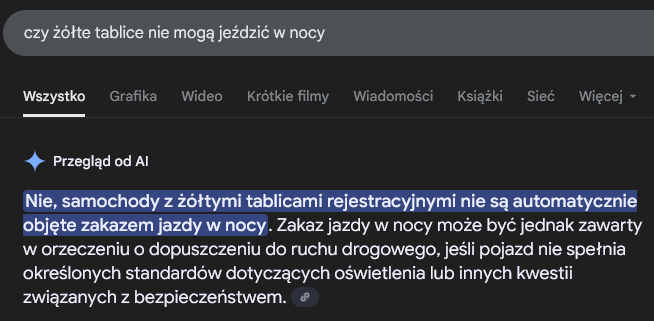 czy żółte tablice nie mogą jeździć w nocy
Wszystko Grafika Wideo Krótkie filmy Wiadomości Książki Sieć Więcej
Przegląd od AI
Nie, samochody z żółtymi tablicami rejestracyjnymi nie są automatycznie
objęte zakazem jazdy w nocy. Zakaz jazdy w nocy może być jednak zawarty
w orzeczeniu o dopuszczeniu do ruchu drogowego, jeśli pojazd nie spełnia
określonych standardów dotyczących oświetlenia lub innych kwestii
związanych z bezpieczeństwem.